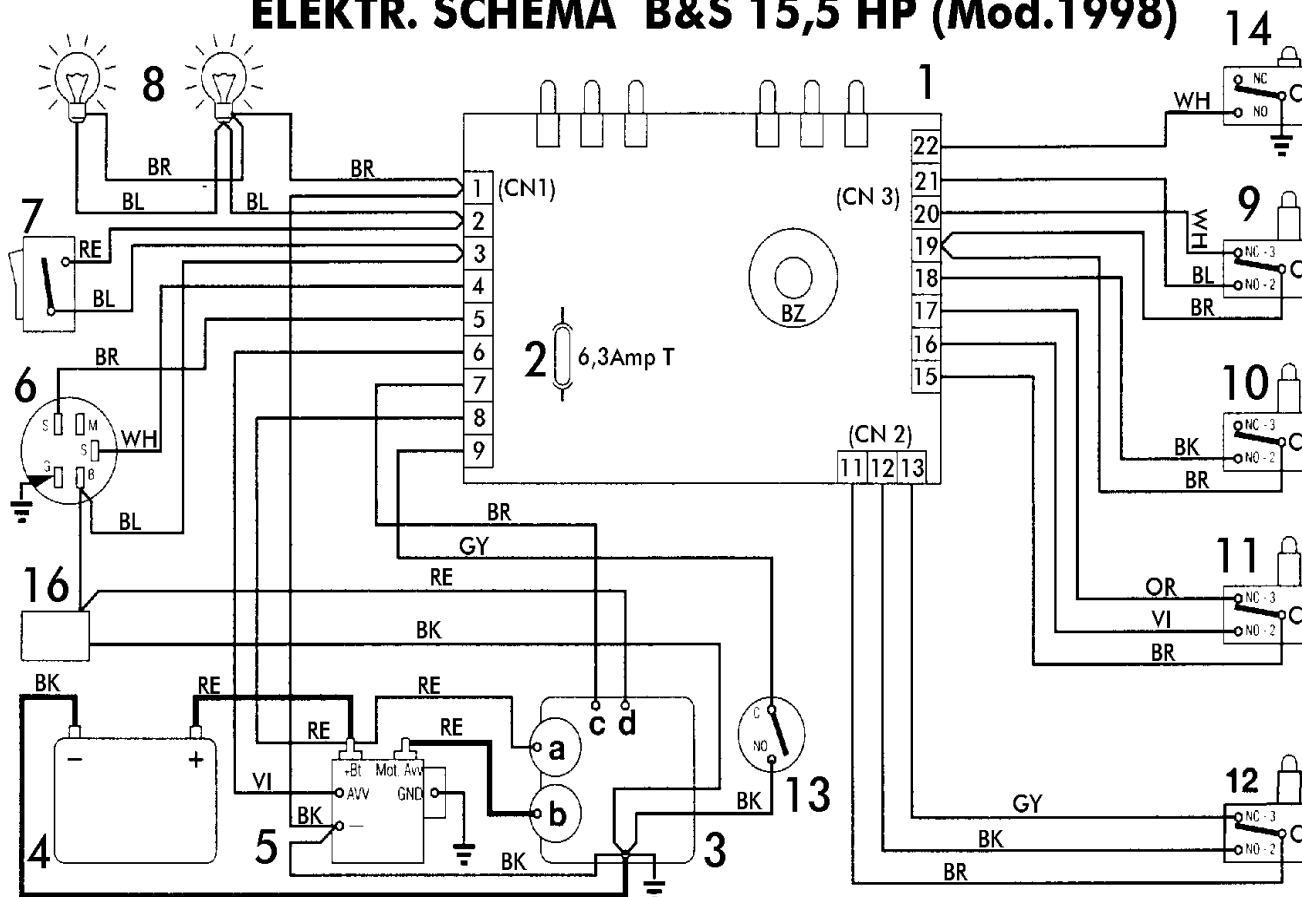 ELEKTR. SCHEMA B&S 15,5 HP (Mod.1998)
14
8
1
NC
WH
NO
22
BR
BR
1
(CN1)
21
(CN 3)
9
7
BL
BL
2
20
WH
RE
3
19
NC - 3
BL
4
18
BL
NO - 2
BZ
BR
5
17
2
6,3Amp T
6
16
BR
7
15
10
6
S
M
8
NC - 3
WH
S
9
(CN 2)
BK
NO - 2
G
B
11
12
13
BR
BL
BR
GY
11
16
RE
OR
NC - 3
BK
VI
NO - 2
BR
BK
RE
RE
c
d
C
RE
RE
a
NO
-
+
+Bt
Mot. Avv
VI
AVV
GND
13
12
BK
b
BK
GY
NC - 3
4
5
-
3
BK
BK
NO - 2
BR